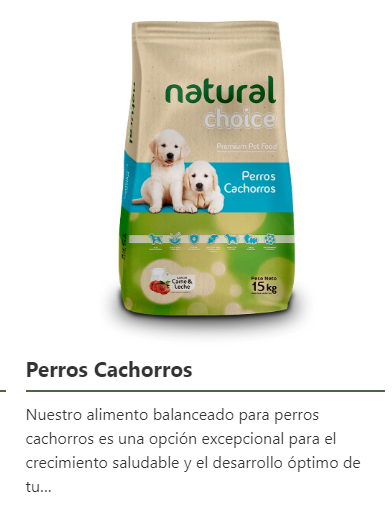 natural
choice
Premium Pet Food
Perros
Cachorros
Carne &
Leche
Peso Neto
15 kg
Perros Cachorros
Nuestro alimento balanceado para perros
cachorros es una opción excepcional para el
crecimiento saludable y el desarrollo óptimo de
tu...